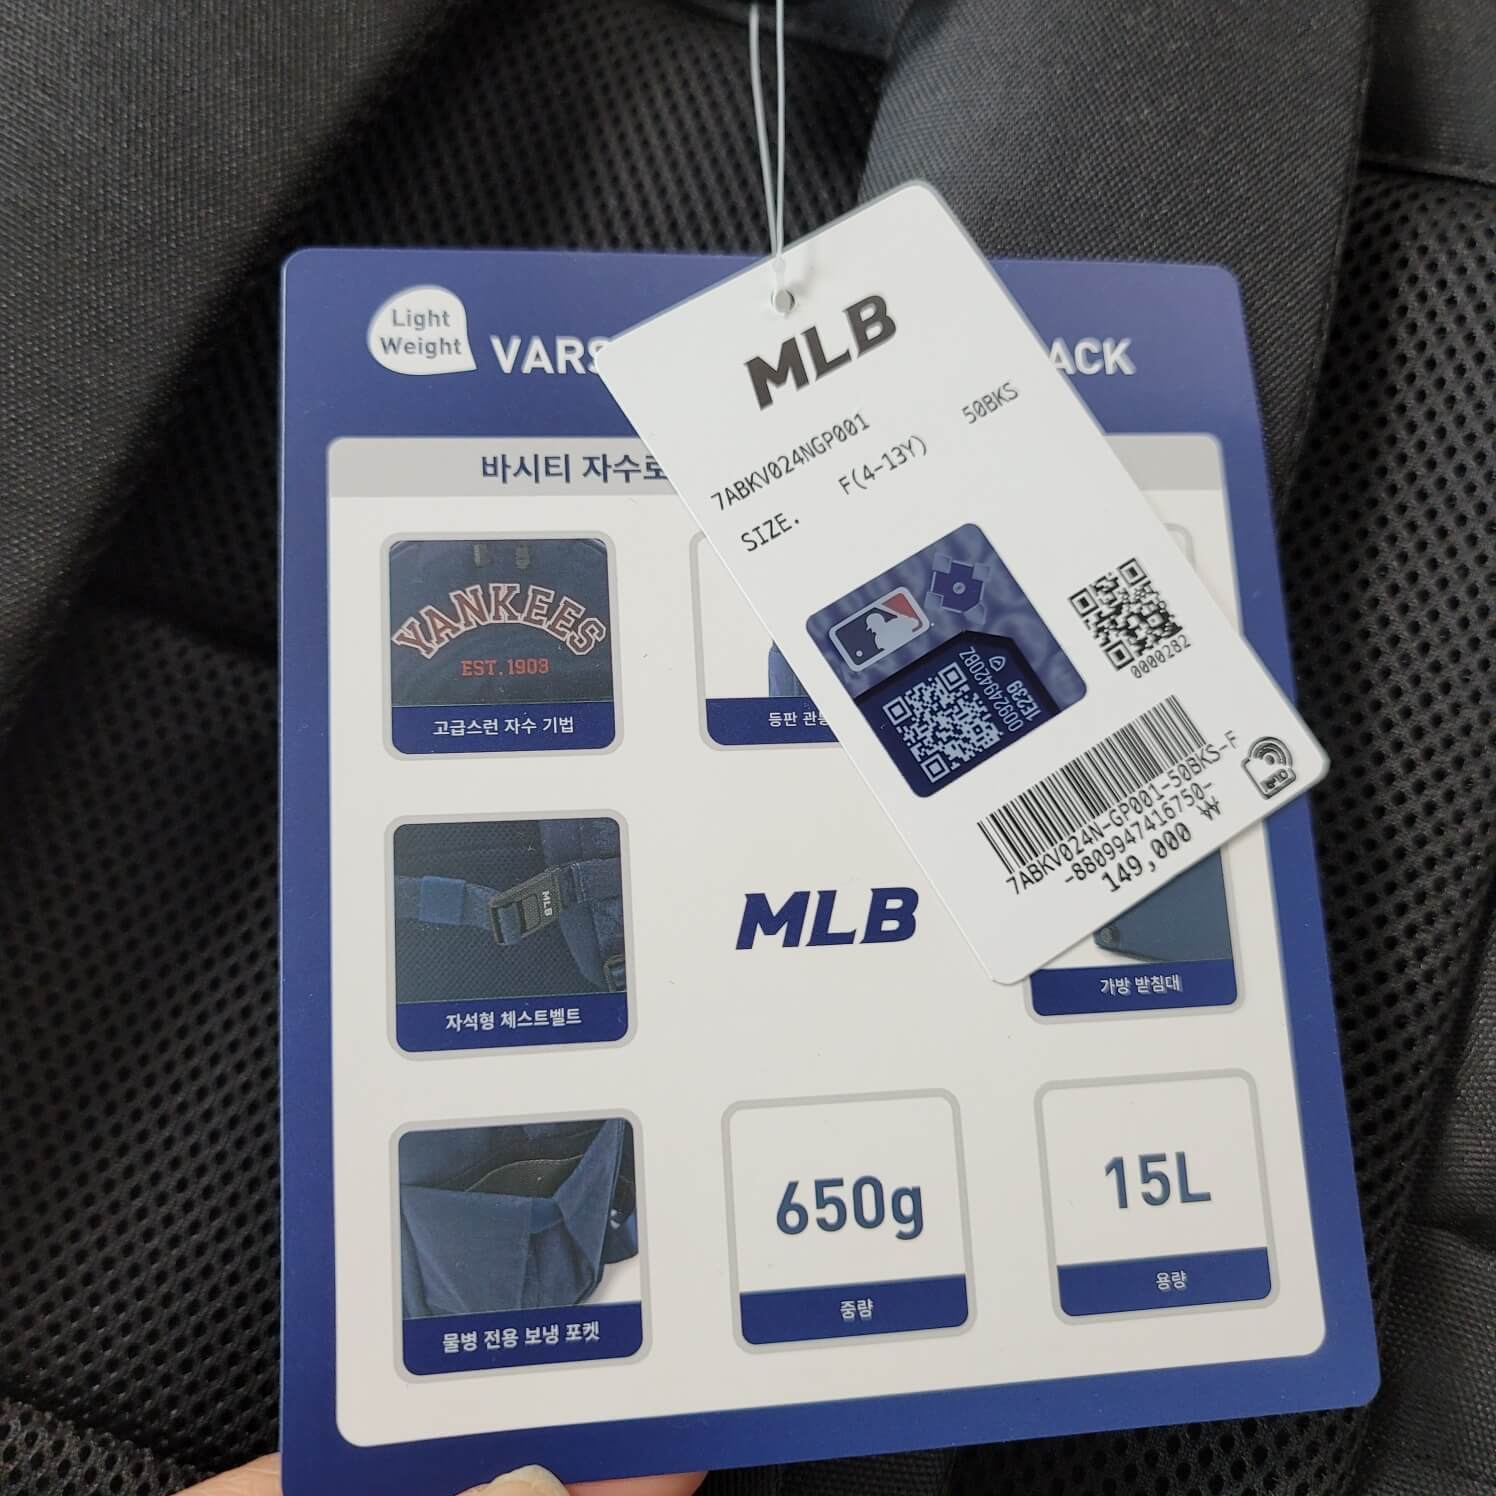 Light
Weight
VARS
ACK
바시티 자수로
YANKEES
EST. 1903
고급스런 자수 기법
등판
MLB
자석형 체스트벨트
MLB
가방 받침대
물병 전용 보냉 포켓
650g
중량
15L
용량
MLB
7ABKV024NGP001 50BKS
SIZE. F(4-13Y)
0092494208Z
1239
0000282
7ABKV024N-GP001-50BKS-F
-8809947416750-
149,000 ₩